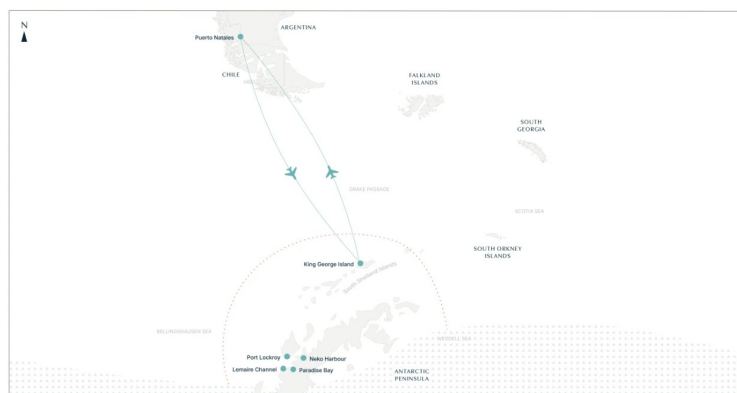 N
ARGENTINA
Puerto Natales
CHILE
FALKLAND
ISLANDS
SOUTH
GEORGIA
DRAKE PASSAGE
SCOTIA SEA
SOUTH ORKNEY
ISLANDS
King George Island
South Shetland Islands
BELLINGSHAUSEN SEA
WEDDELL SEA
Port Lockroy
Neko Harbour
Lemaire Channel
Paradise Bay
ANTARCTIC
PENINSULA